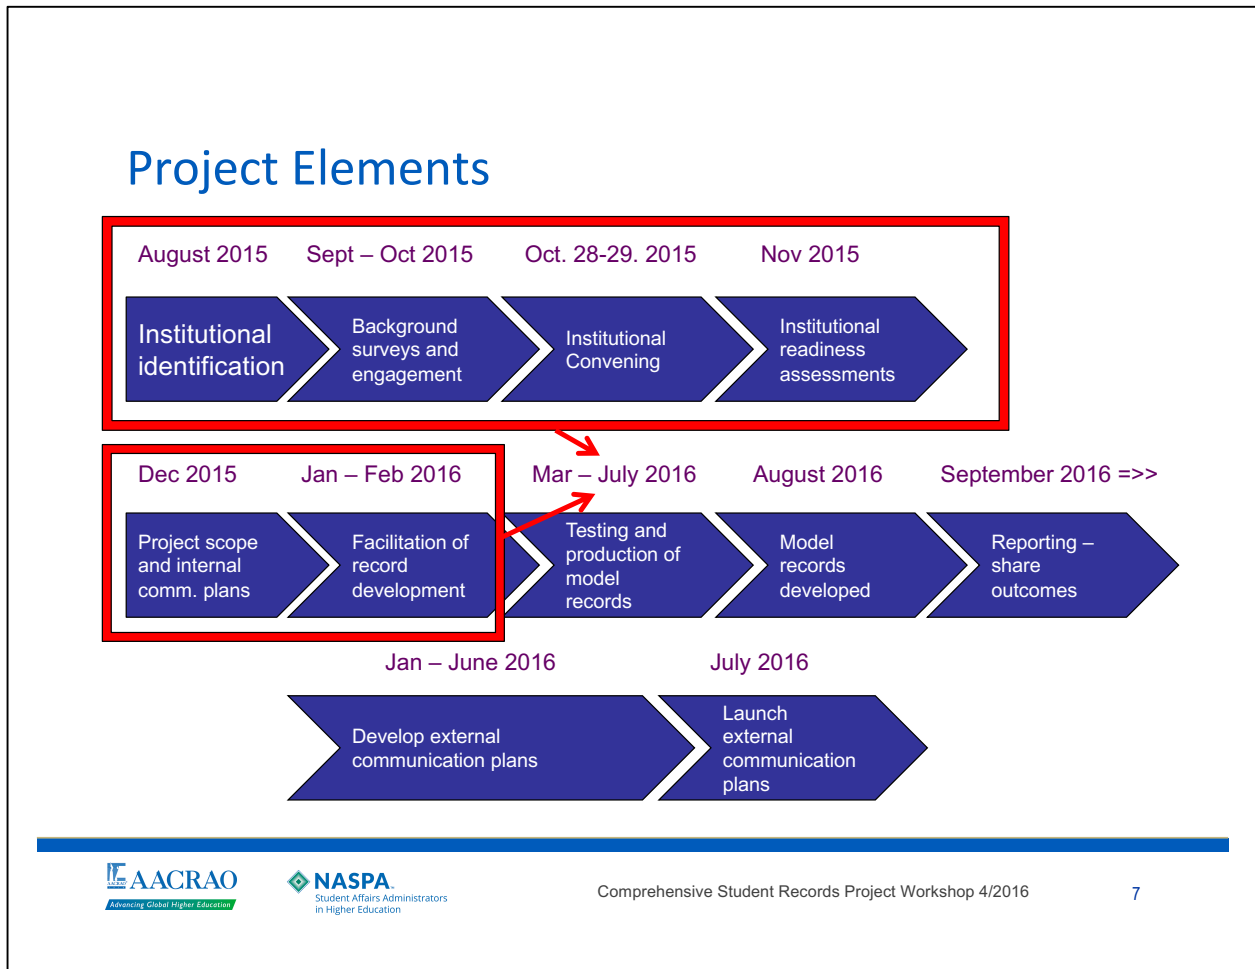 Project Elements
August 2015
Sept – Oct 2015
Oct. 28-29. 2015
Nov 2015
Institutional
identification
Background
surveys and
engagement
Institutional
Convening
Institutional
readiness
assessments
Dec 2015
Jan – Feb 2016
Mar – July 2016
August 2016
September 2016 =>>
Project scope
and internal
comm. plans
Facilitation of
record
development
Testing and
production of
model
records
Model
records
developed
Reporting –
share
outcomes
Jan – June 2016
July 2016
Develop external
communication plans
Launch
external
communication
plans
AACRAO
Advancing Global Higher Education
NASPA
Student Affairs Administrators
in Higher Education
Comprehensive Student Records Project Workshop 4/2016
7